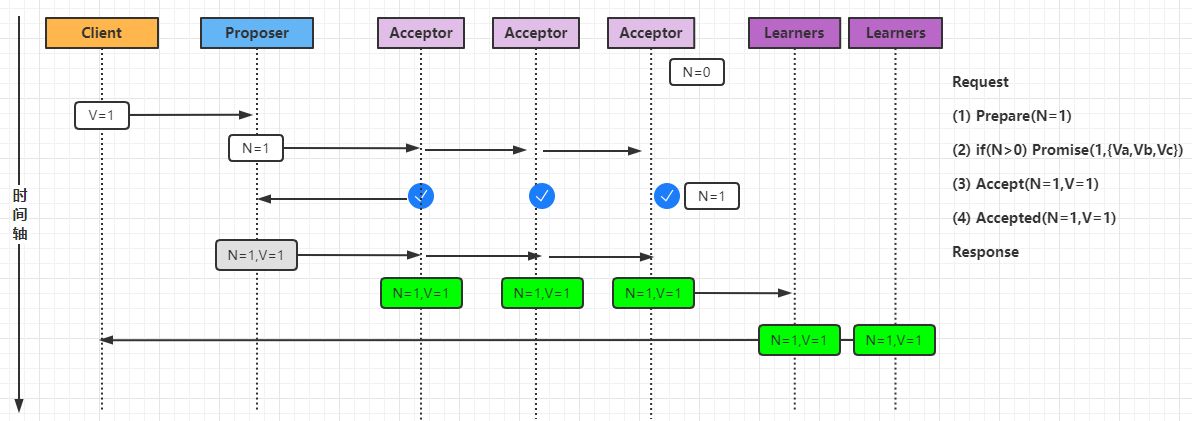 Client
Proposer
Acceptor
Acceptor
Acceptor
Learners
Learners
N=0
Request
V=1
(1) Prepare(N=1)
N=1
(2) if(N>0) Promise(1,{Va,Vb,Vc})
N=1
(3) Accept(N=1,V=1)
时
间
轴
(4) Accepted(N=1,V=1)
N=1,V=1
Response
N=1,V=1
N=1,V=1
N=1,V=1
N=1,V=1
N=1,V=1